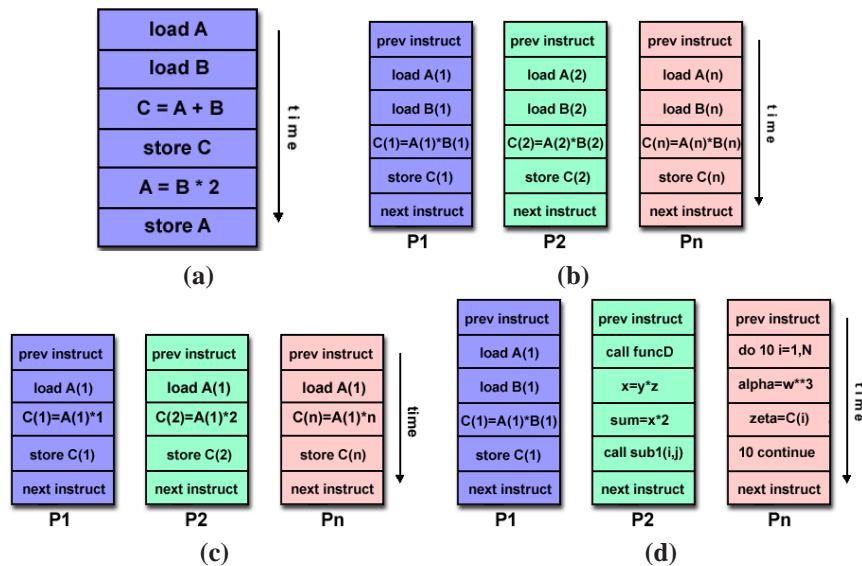 load A
load B
C = A + B
store C
A = B * 2
store A
time
(a)
prev instruct
load A(1)
load B(1)
C(1)=A(1)*B(1)
store C(1)
next instruct
P1
prev instruct
load A(2)
load B(2)
C(2)=A(2)*B(2)
store C(2)
next instruct
P2
prev instruct
load A(n)
load B(n)
C(n)=A(n)*B(n)
store C(n)
next instruct
Pn
time
(b)
prev instruct
load A(1)
C(1)=A(1)*1
store C(1)
next instruct
P1
prev instruct
load A(1)
C(2)=A(1)*2
store C(2)
next instruct
P2
prev instruct
load A(1)
C(n)=A(1)*n
store C(n)
next instruct
Pn
time
(c)
prev instruct
load A(1)
load B(1)
C(1)=A(1)*B(1)
store C(1)
next instruct
P1
prev instruct
call funcD
x=y*z
sum=x*2
call sub1(i,j)
next instruct
P2
prev instruct
do 10 i=1,N
alpha=w**3
zeta=C(i)
10 continue
next instruct
Pn
time
(d)